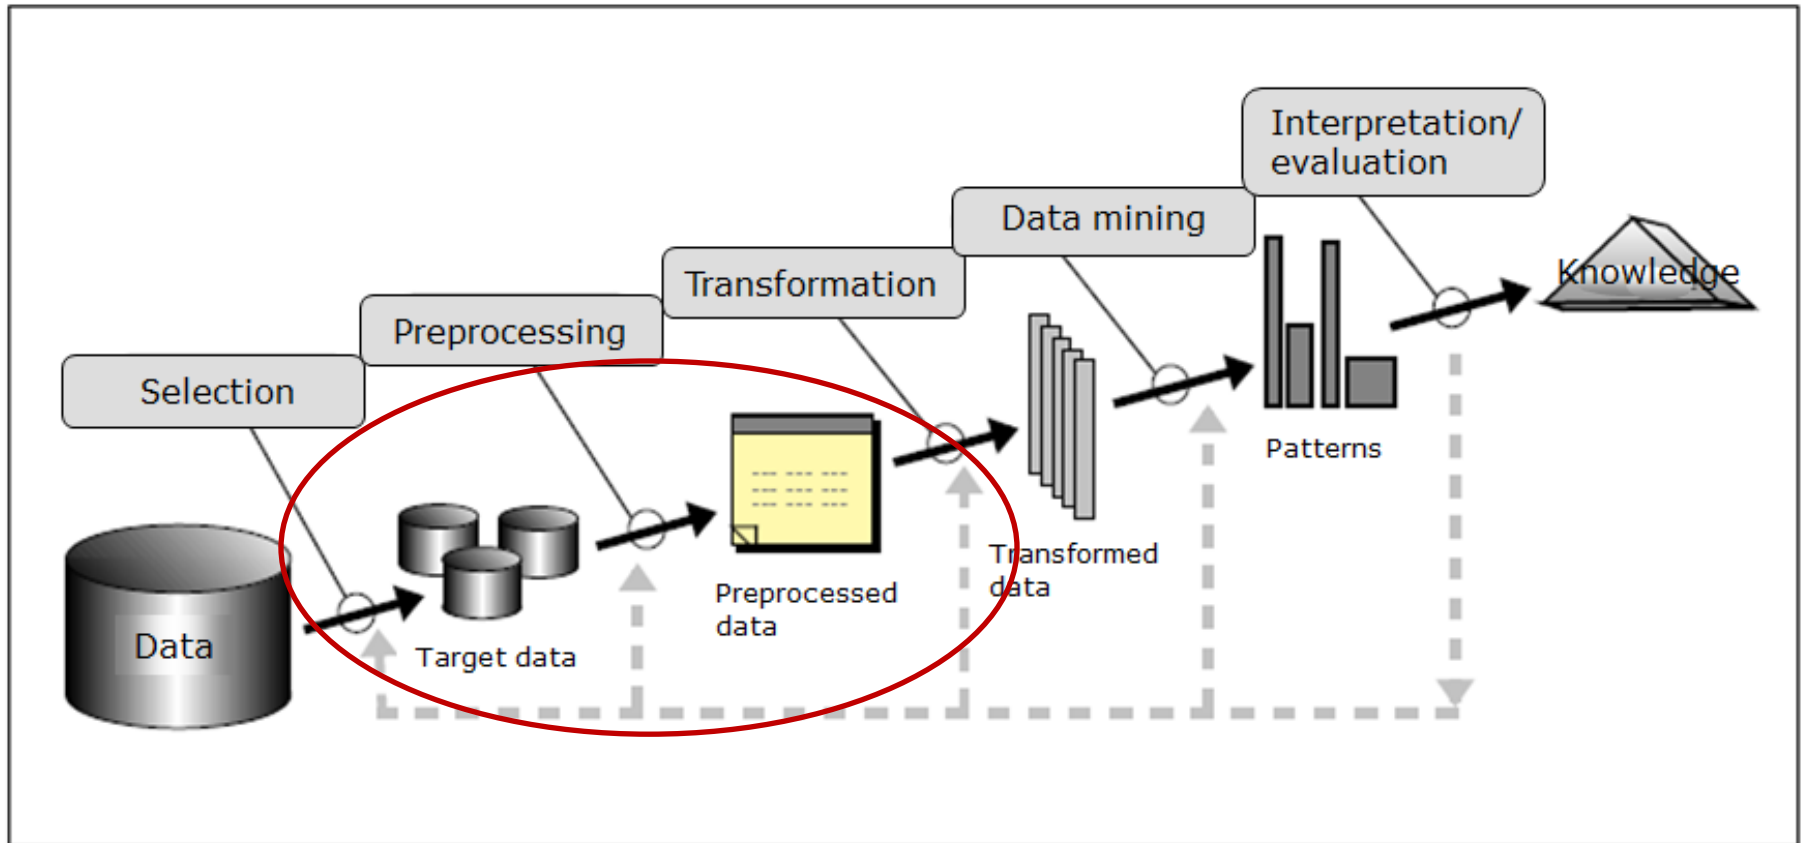 Interpretation/
evaluation
Data mining
Transformation
Knowledge
Preprocessing
Selection
Patterns
Transformed
data
Preprocessed
data
Data
Target data